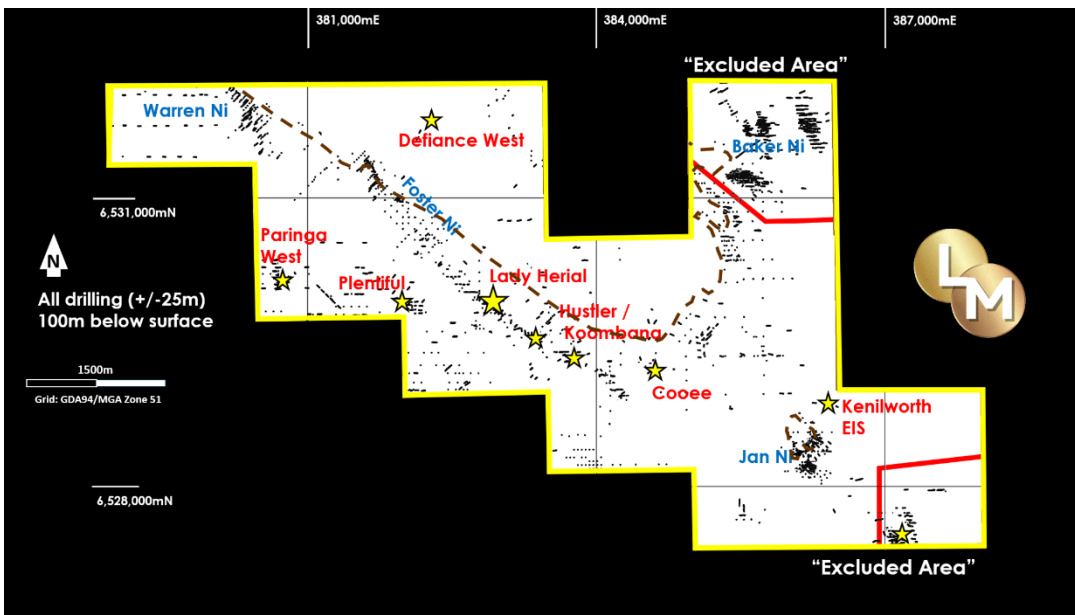 381,000mE
384,000mE
387,000mE
“Excluded Area”
Warren Ni
Defiance West
Baker Ni
Foster Ni
6,531,000mN
Paringa
West
N
Plentiful
Lady Herial
All drilling (+/-25m)
100m below surface
Hustler /
Koombana
LM
1500m
Grid: GDA94/MGA Zone 51
Cooee
Kenilworth
EIS
Jan Ni
6,528,000mN
“Excluded Area”